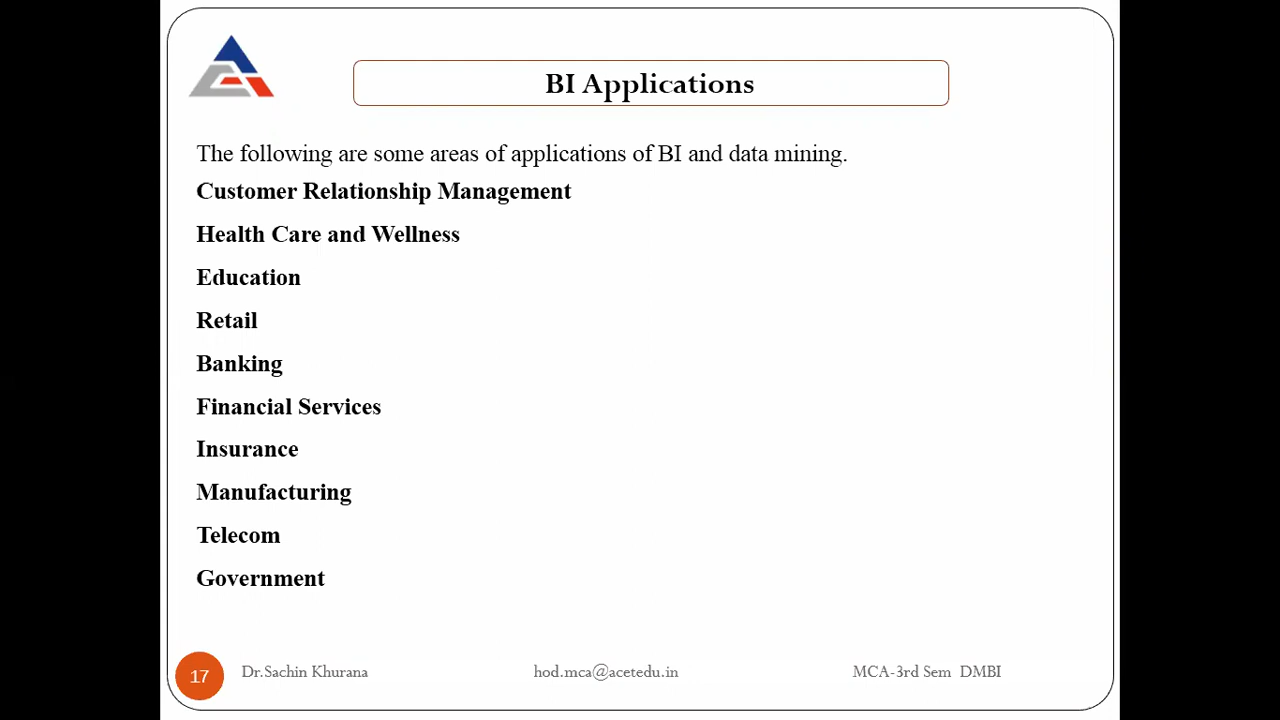 BI Applications
The following are some areas of applications of BI and data mining.
Customer Relationship Management
Health Care and Wellness
Education
Retail
Banking
Financial Services
Insurance
Manufacturing
Telecom
Government
17 Dr.Sachin Khurana hod.mca@acetedu.in MCA-3rd Sem DMBI